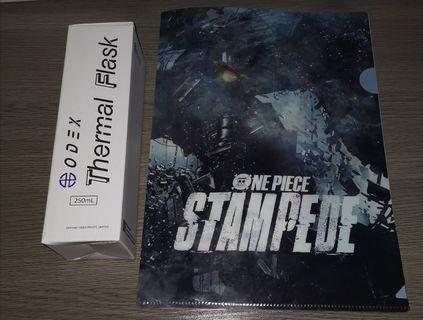 ODEX
Thermal Flask
250mL
ONE PIECE
STAMPEDE